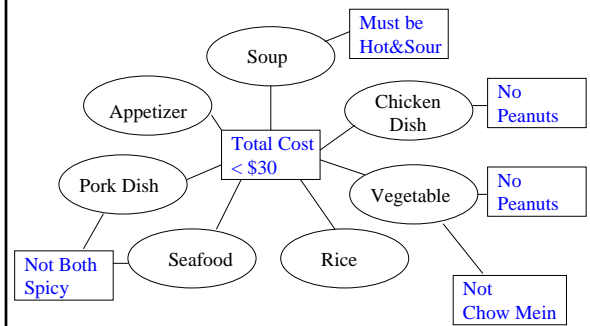 Must be
Hot&Sour
Soup
No
Peanuts
Chicken
Dish
Appetizer
Total Cost
< $30
No
Peanuts
Pork Dish
Vegetable
Not Both
Spicy
Seafood
Rice
Not
Chow Mein